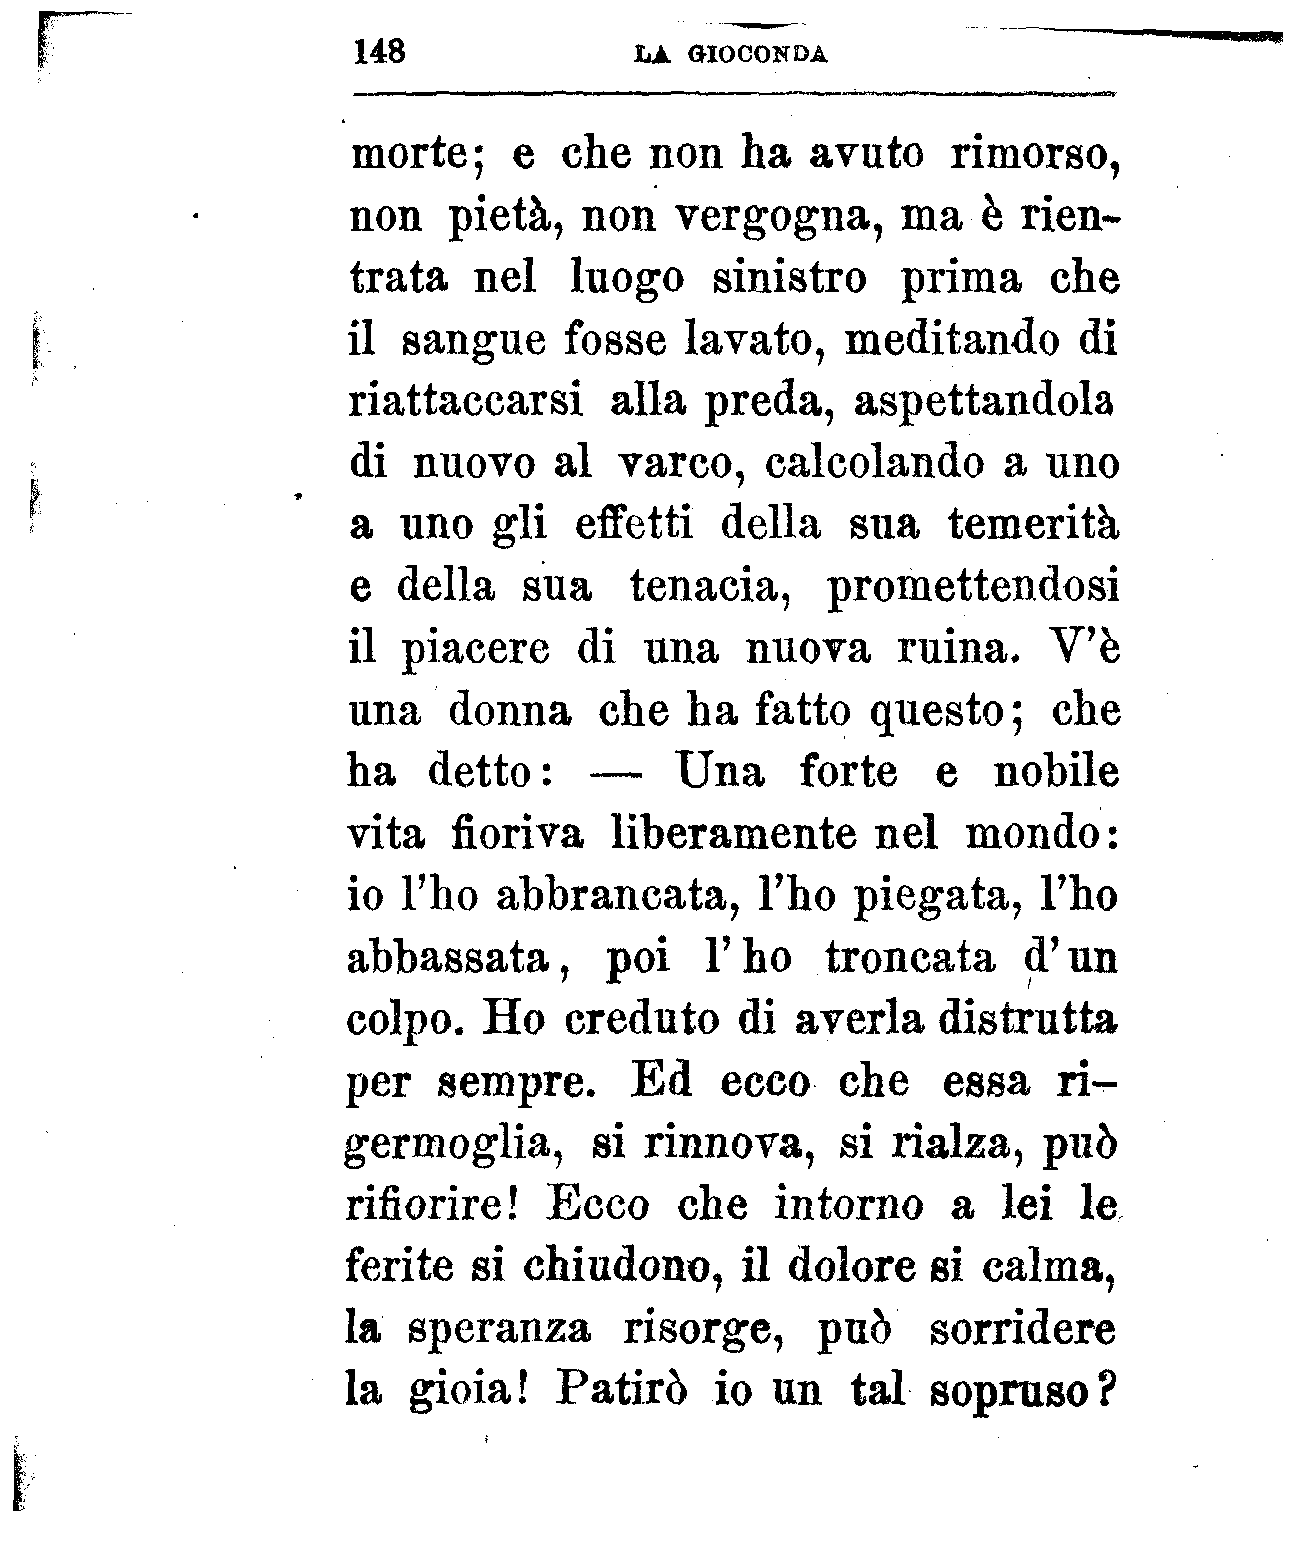 148 LA GIOCONDA
morte; e che non ha avuto rimorso,
non pietà, non vergogna, ma è rien-
trata nel luogo sinistro prima che
il sangue fosse lavato, meditando di
riattaccarsi alla preda, aspettandola
di nuovo al varco, calcolando a uno
a uno gli effetti della sua temerità
e della sua tenacia, promettendosi
il piacere di una nuova ruina. V'è
una donna che ha fatto questo; che
ha detto: — Una forte e nobile
vita fioriva liberamente nel mondo:
io l'ho abbrancata, l'ho piegata, l'ho
abbassata, poi l'ho troncata d'un
colpo. Ho creduto di averla distrutta
per sempre. Ed ecco che essa ri-
germoglia, si rinnova, si rialza, può
rifiorire! Ecco che intorno a lei le
ferite si chiudono, il dolore si calma,
la speranza risorge, può sorridere
la gioia! Patirò io un tal sopruso?